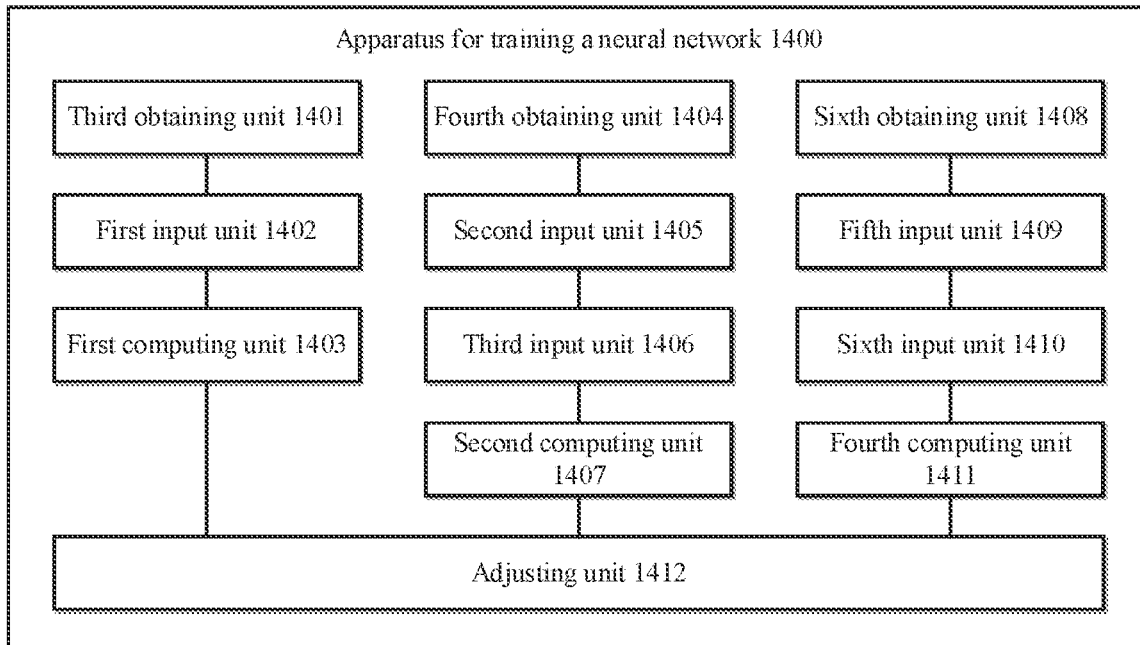 Apparatus for training a neural network 1400
Third obtaining unit 1401
Fourth obtaining unit 1404
Sixth obtaining unit 1408
First input unit 1402
Second input unit 1405
Fifth input unit 1409
First computing unit 1403
Third input unit 1406
Sixth input unit 1410
Second computing unit
1407
Fourth computing unit
1411
Adjusting unit 1412